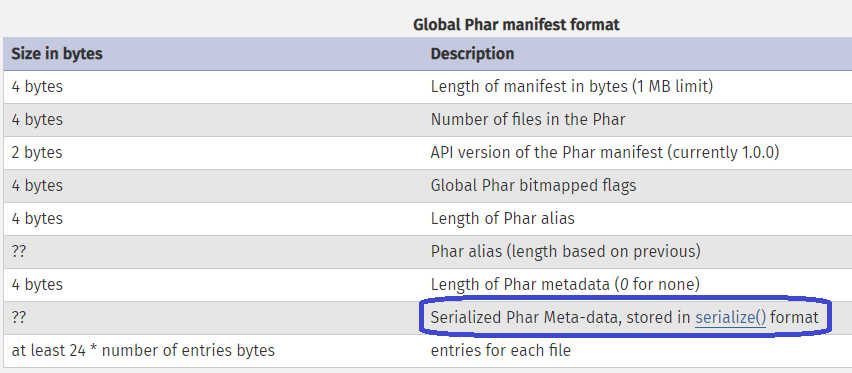 Global Phar manifest format
Size in bytes Description
4 bytes Length of manifest in bytes (1 MB limit)
4 bytes Number of files in the Phar
2 bytes API version of the Phar manifest (currently 1.0.0)
4 bytes Global Phar bitmapped flags
4 bytes Length of Phar alias
?? Phar alias (length based on previous)
4 bytes Length of Phar metadata (0 for none)
?? Serialized Phar Meta-data, stored in serialize() format
at least 24 * number of entries bytes entries for each file